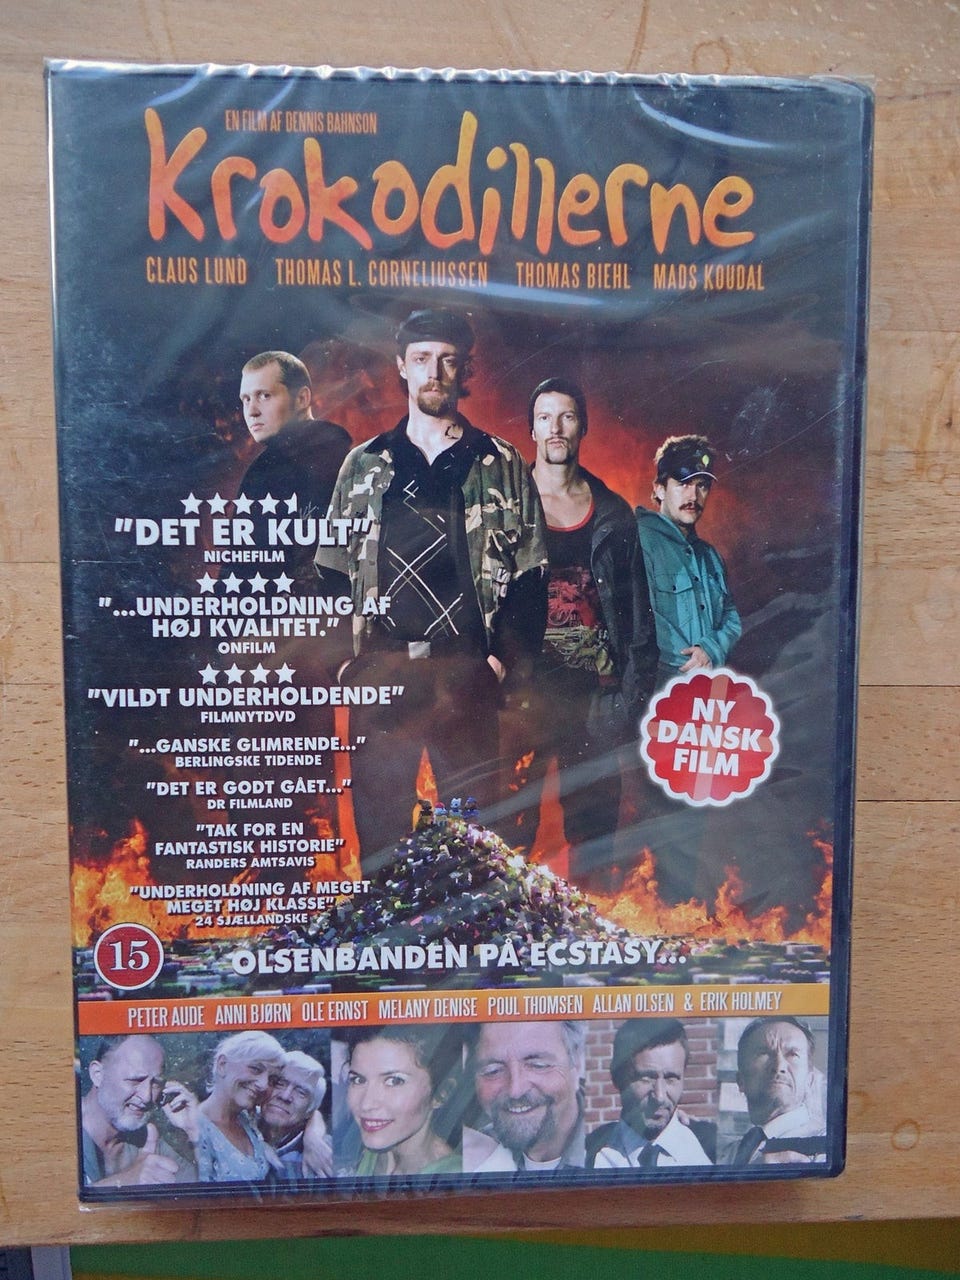 EN FILM AF DENNIS BAHNSON
Krokodillerne
CLAUS LUND THOMAS L. CORNELIUSSEN THOMAS BIEHL MADS KOUDAL
"DET ER KULT"
NICHEFILM
"...UNDERHOLDNING AF
HØJ KVALITET."
ONFILM
"VILDT UNDERHOLDENDE"
FILMNYTDVD
"...GANSKE GLIMRENDE..."
BERLINGSKE TIDENDE
"DET ER GODT GÅET..."
DR FILMLAND
"TAK FOR EN
FANTASTISK HISTORIE"
RANDERS AMTSAVIS
"UNDERHOLDNING AF MEGET
MEGET HØJ KLASSE"
24 SJÆLLANDSKE
NY
DANSK
FILM
15
OLSENBANDEN PÅ ECSTASY...
PETER AUDE ANNI BJØRN OLE ERNST MELANY DENISE POUL THOMSEN ALLAN OLSEN & ERIK HOLMEY